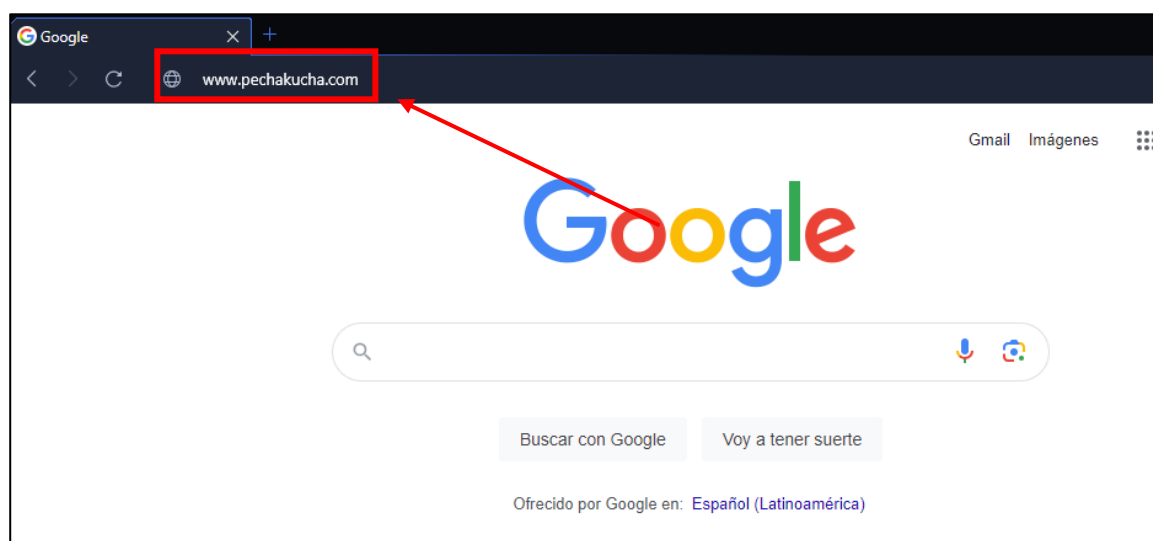 Google
www.pechakucha.com
Gmail Imágenes
Google
Buscar con Google Voy a tener suerte
Ofrecido por Google en: Español (Latinoamérica)